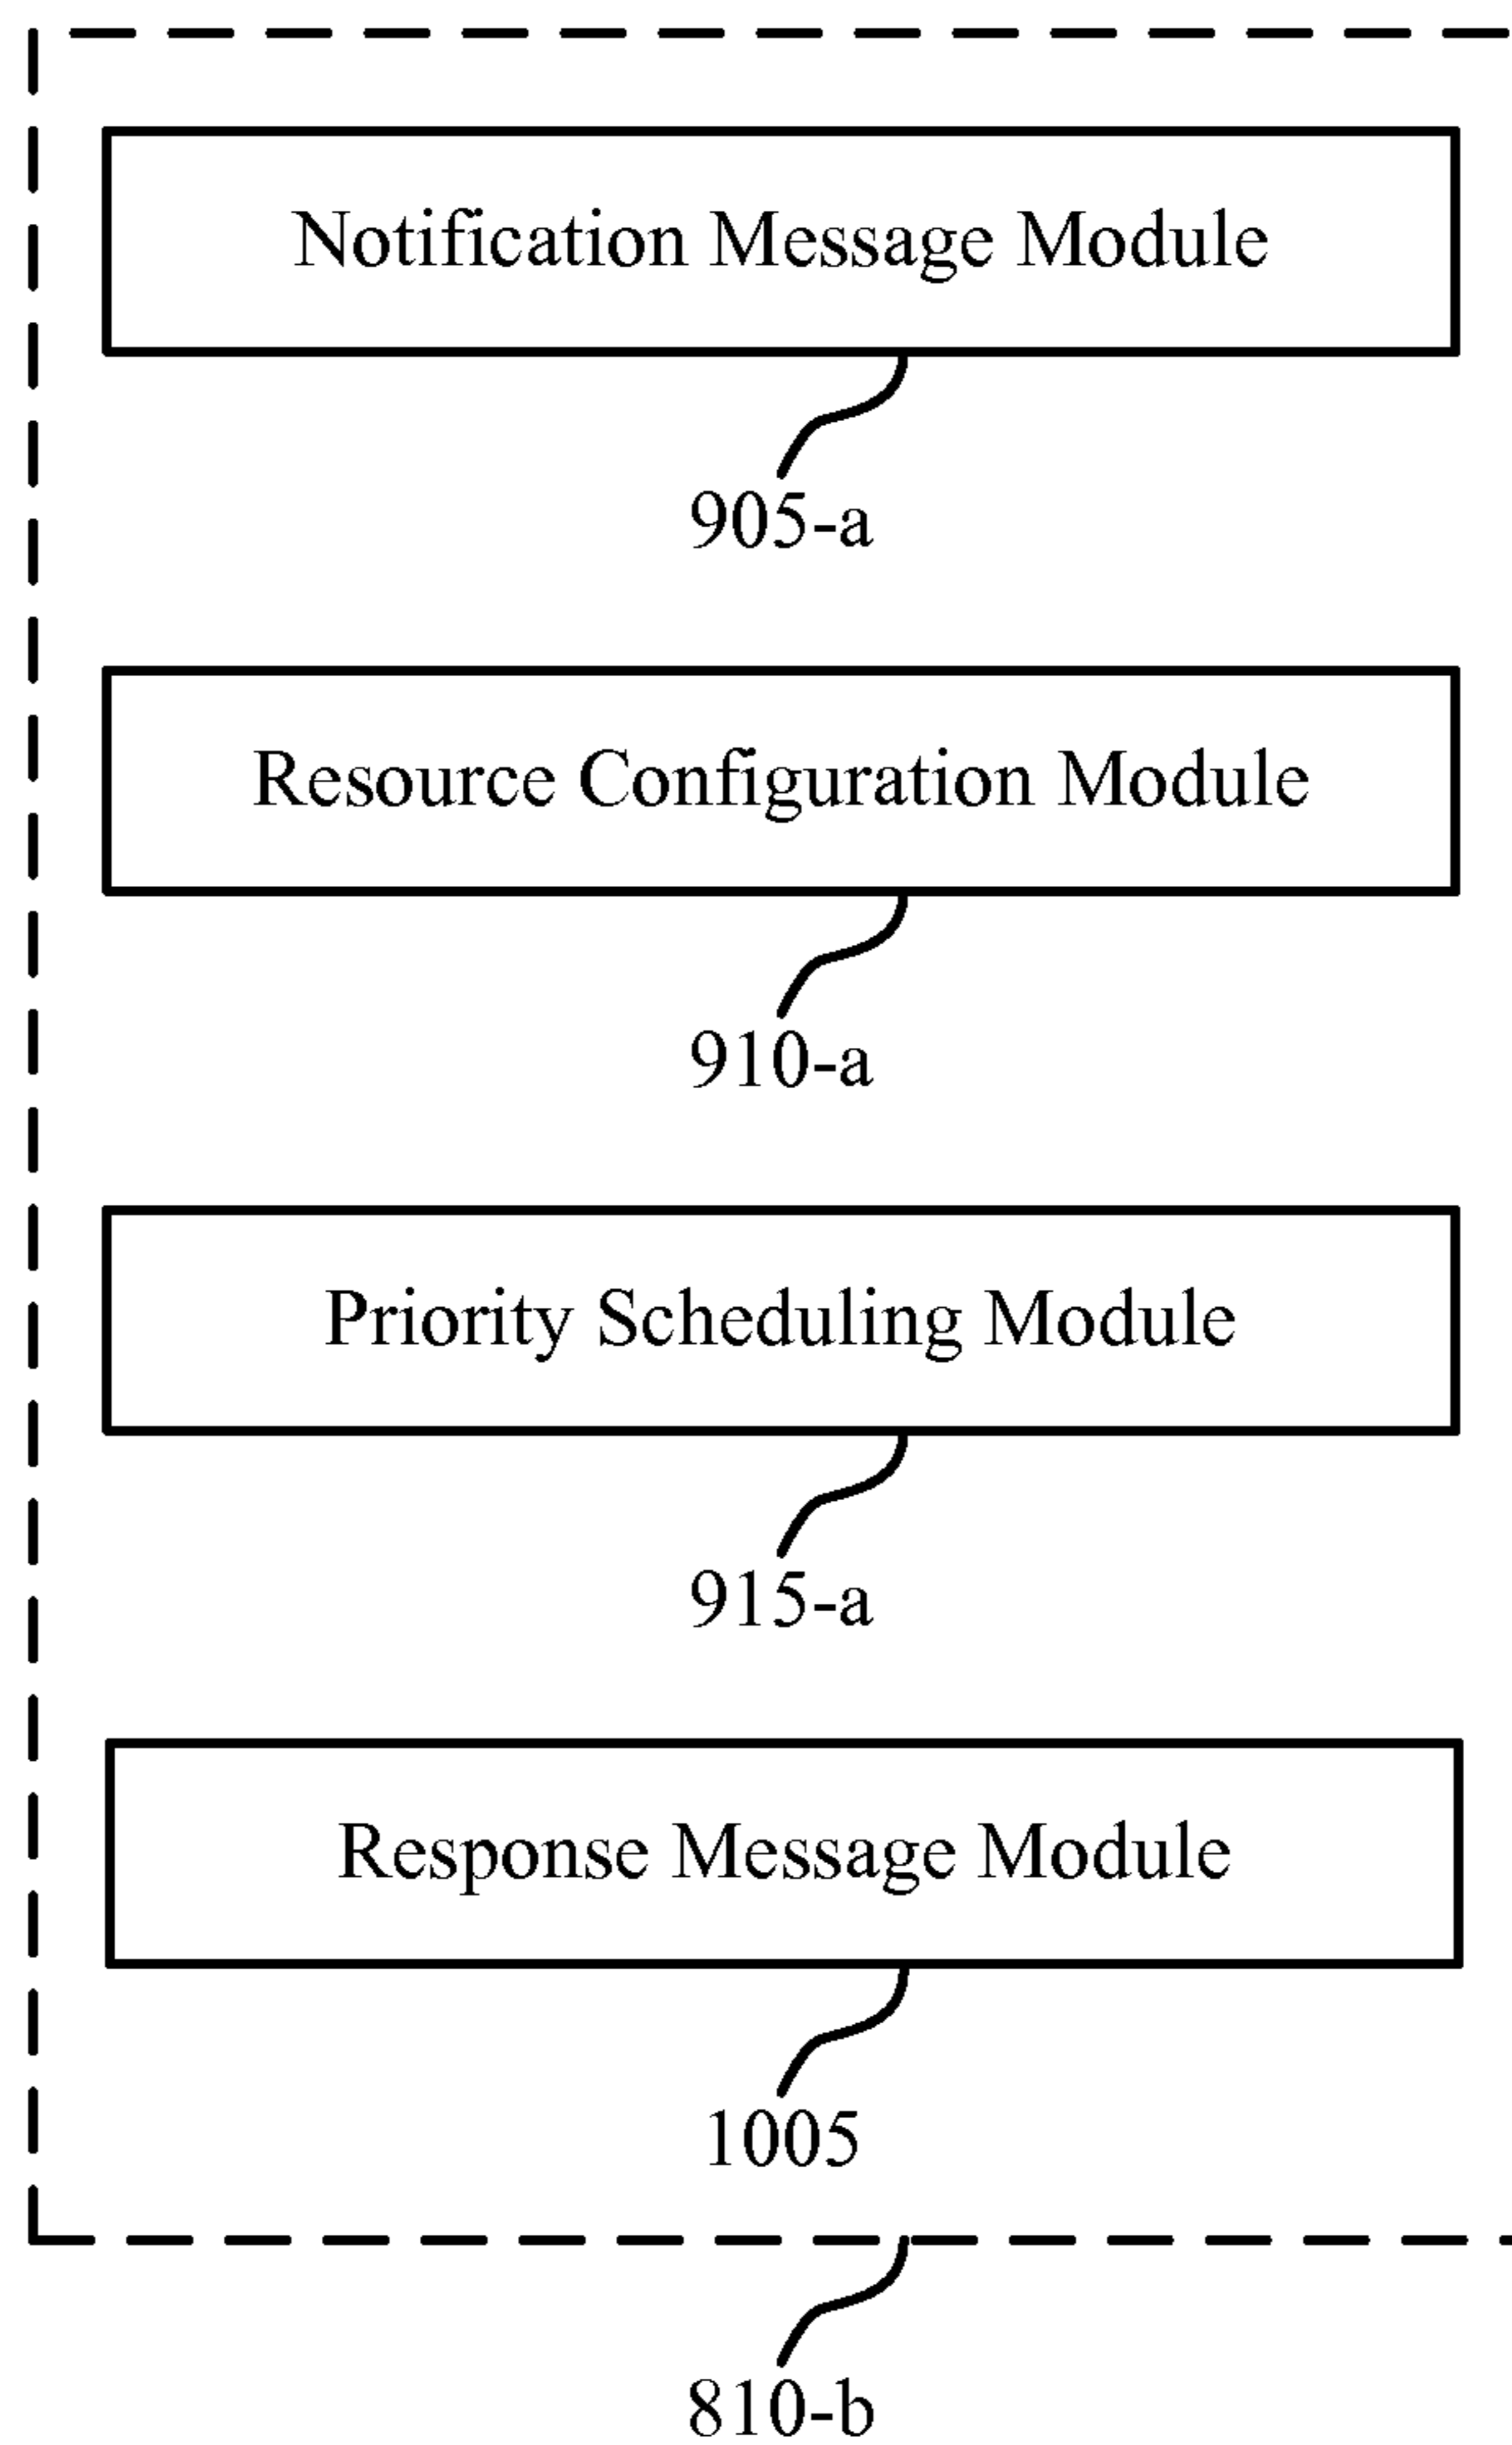 Notification Message Module
905-a
Resource Configuration Module
910-a
Priority Scheduling Module
915-a
Response Message Module
1005
810-b